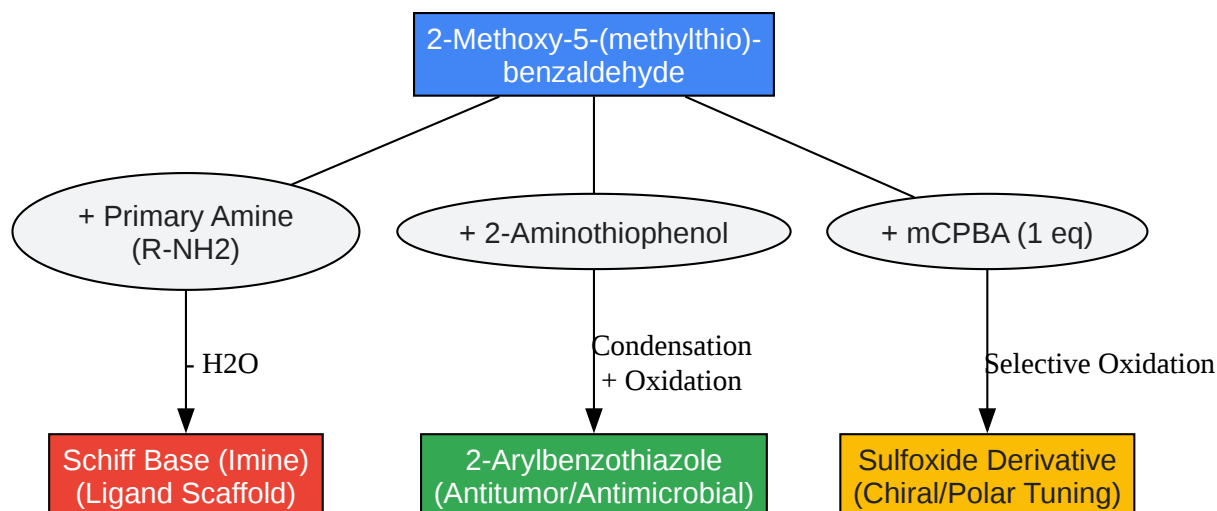 2-Methoxy-5-(methylthio)-
benzaldehyde
+ Primary Amine
(R-NH2)
+ 2-Aminothiophenol
+ mCPBA (1 eq)
- H2O
Condensation
+ Oxidation
Selective Oxidation
Schiff Base (Imine)
(Ligand Scaffold)
2-Arylbenzothiazole
(Antitumor/Antimicrobial)
Sulfoxide Derivative
(Chiral/Polar Tuning)